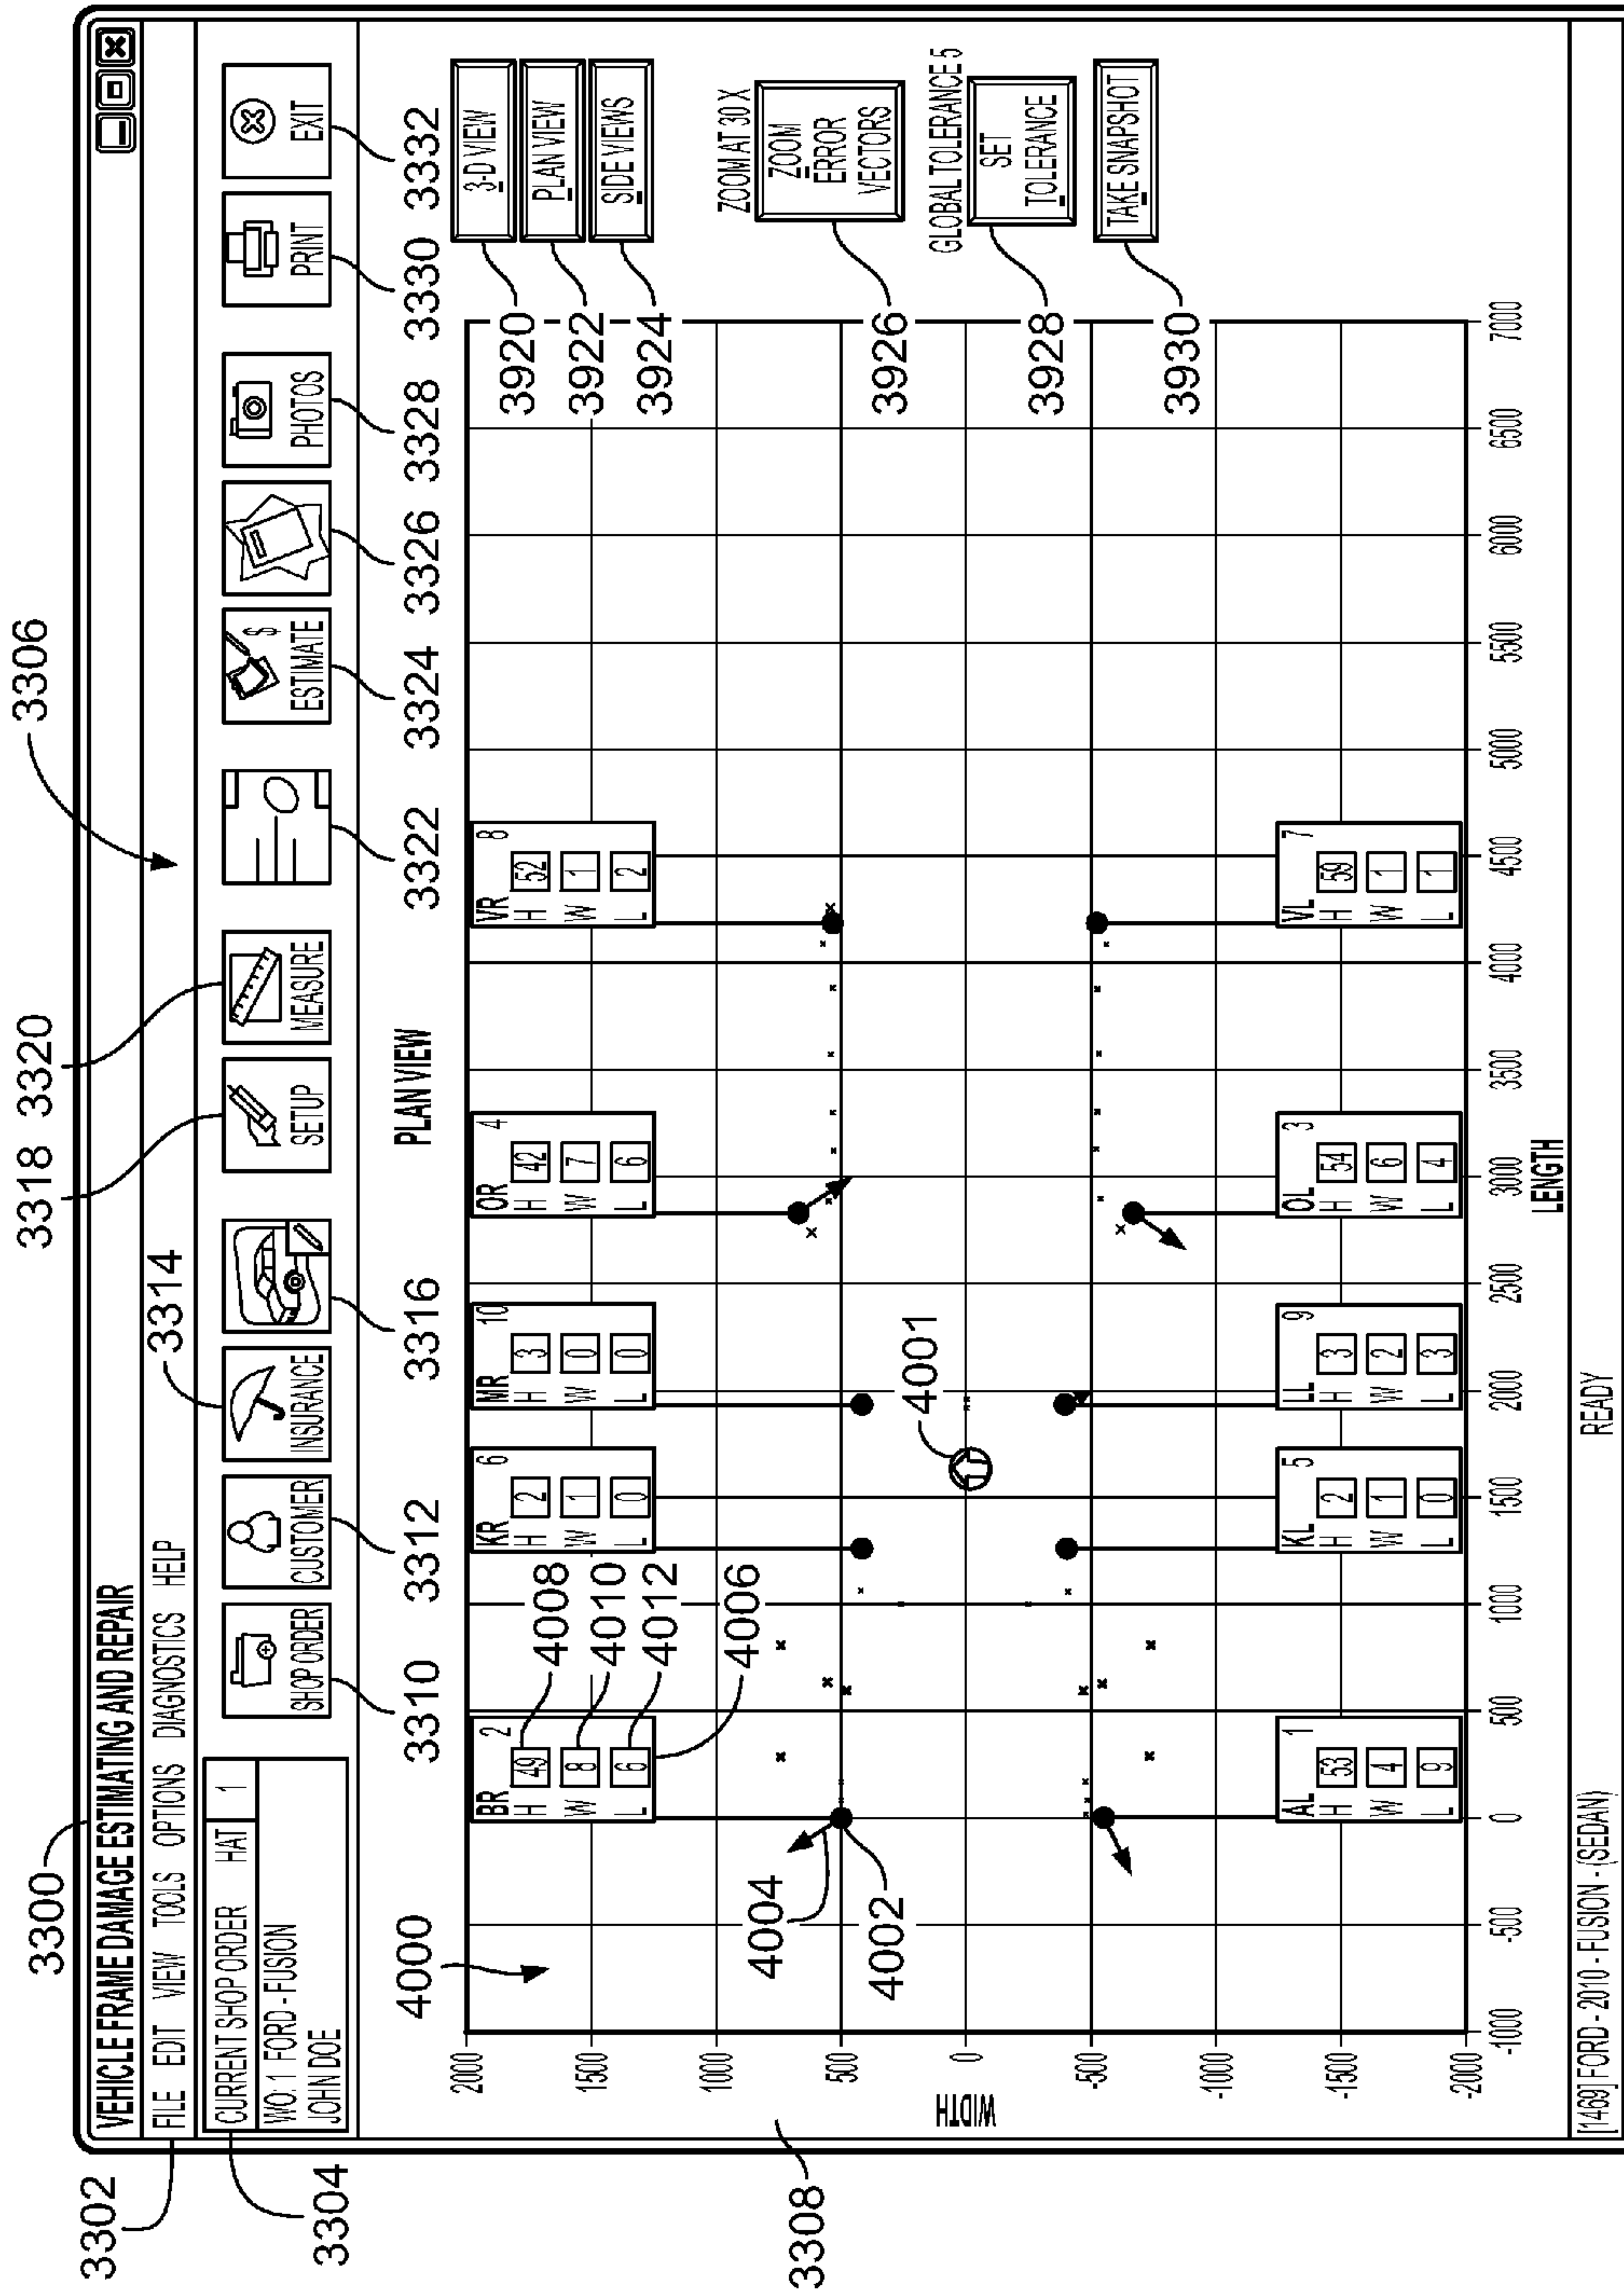 3300
3306
3318 3320
3314
3302
VEHICLE FRAME DAMAGE ESTIMATING AND REPAIR
FILE EDIT VIEW TOOLS OPTIONS DIAGNOSTICS HELP
3304
CURRENT SHOP ORDER HAT 1
WO: 1 FORD - FUSION
JOHN DOE
SHOP ORDER
CUSTOMER
INSURANCE
SETUP
MEASURE
ESTIMATE
$
PHOTOS
PRINT
EXIT
3310 3312 3316 3322 3324 3326 3328 3330 3332
4000
PLAN VIEW
3308
WIDTH
2000
1500
1000
500
0
-500
-1000
-1500
-2000
BR 2
H 49
W 8
L 6
4008
4010
4012
4006
KR 6
H 2
W 1
L 0
MR 10
H 3
W 0
L 0
OR 4
H 42
W 7
L 6
VR 8
H 52
W 1
L 2
4004
4002
4001
AL 1
H 53
W 4
L 9
KL 5
H 2
W 1
L 0
LL 9
H 3
W 2
L 3
OL 3
H 54
W 6
L 4
VL 7
H 59
W 1
L 1
-1000 -500 0 500 1000 1500 2000 2500 3000 3500 4000 4500 5000 5500 6000 6500 7000
LENGTH
3920
3-D VIEW
3922
PLAN VIEW
3924
SIDE VIEWS
ZOOM AT 30 X
3926
ZOOM
ERROR
VECTORS
GLOBAL TOLERANCE 5
3928
SET
TOLERANCE
3930
TAKE SNAPSHOT
[1469] FORD - 2010 - FUSION - (SEDAN)
READY